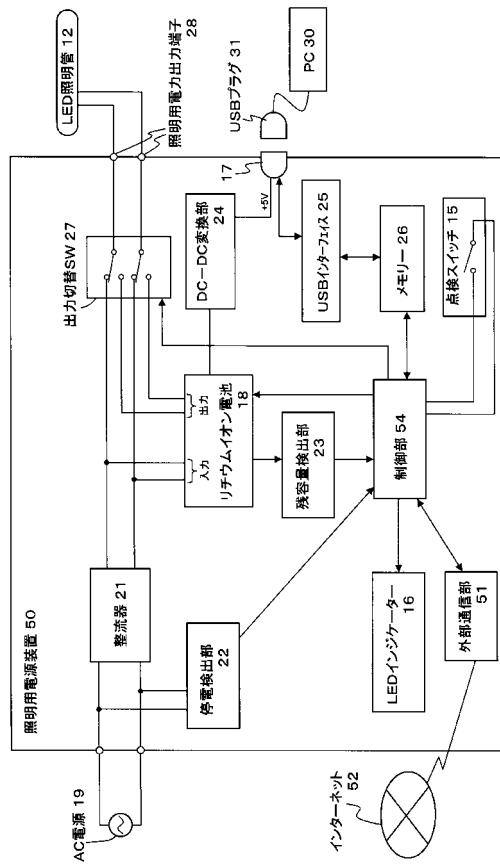 照明用電源装置 50
AC電源 19
整流器 21
停電検出部
22
インターネット
52
出力切替SW 27
LED照明管 12
照明用電力出力端子
28
入力
出力
リチウムイオン電池
18
DC-DC変換部
24
+5V
17
USBプラグ 31
PC 30
残容量検出部
23
USBインターフェイス
25
メモリー 26
制御部 54
点検スイッチ 15
LEDインジケーター
16
外部通信部
51